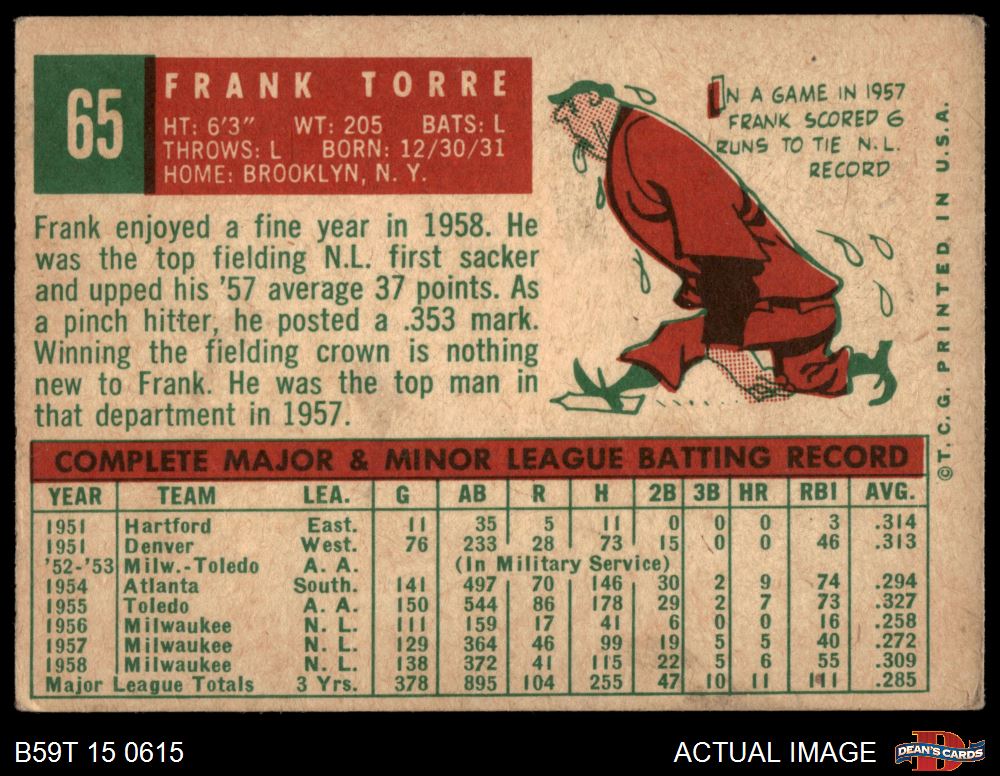 65
FRANK TORRE
HT: 6'3" WT: 205 BATS: L
THROWS: L BORN: 12/30/31
HOME: BROOKLYN, N. Y.
IN A GAME IN 1957
FRANK SCORED 6
RUNS TO TIE N.L.
RECORD
Frank enjoyed a fine year in 1958. He
was the top fielding N.L. first sacker
and upped his '57 average 37 points. As
a pinch hitter, he posted a .353 mark.
Winning the fielding crown is nothing
new to Frank. He was the top man in
that department in 1957.
©T. C. G. PRINTED IN U.S.A.
COMPLETE MAJOR & MINOR LEAGUE BATTING RECORD
YEAR TEAM LEA. G AB R H 2B 3B HR RBI AVG.
1951 Hartford East. 11 35 5 11 0 0 0 3 .314
1951 Denver West. 76 233 28 73 15 0 0 46 .313
'52-'53 Milw.-Toledo A. A. (In Military Service)
1954 Atlanta South. 141 497 70 146 30 2 9 74 .294
1955 Toledo A. A. 150 544 86 178 29 2 7 73 .327
1956 Milwaukee N. L. 111 159 17 41 6 0 0 16 .258
1957 Milwaukee N. L. 129 364 46 99 19 5 5 40 .272
1958 Milwaukee N. L. 138 372 41 115 22 5 6 55 .309
Major League Totals 3 Yrs. 378 895 104 255 47 10 11 111 .285
B59T 15 0615
ACTUAL IMAGE
DEAN'S CARDS